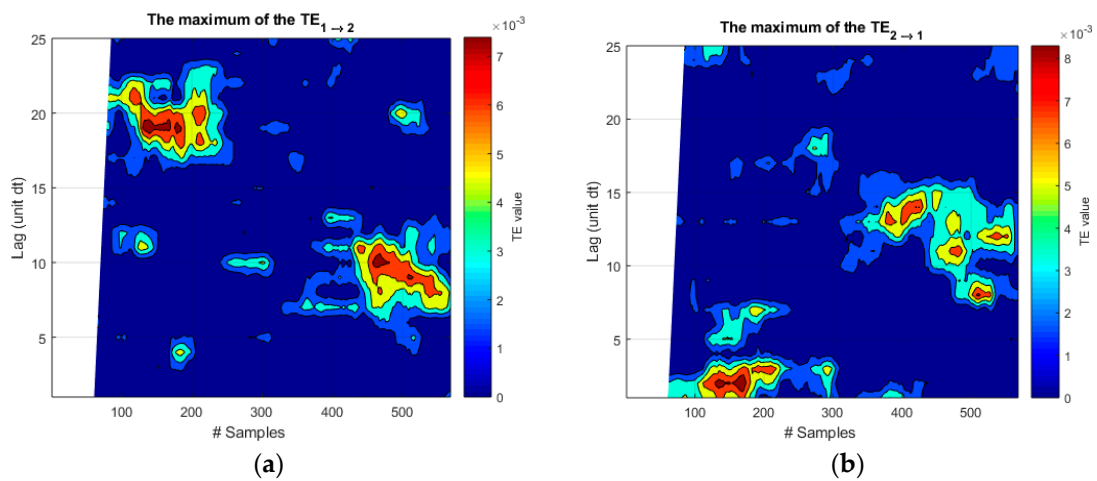 The maximum of the TE1→2
×10-3
25
20
15
10
5
Lag (unit dt)
100 200 300 400 500
# Samples
7
6
5
4
3
2
1
0
TE value
(a)
The maximum of the TE2→1
×10-3
25
20
15
10
5
Lag (unit dt)
100 200 300 400 500
# Samples
8
7
6
5
4
3
2
1
0
TE value
(b)